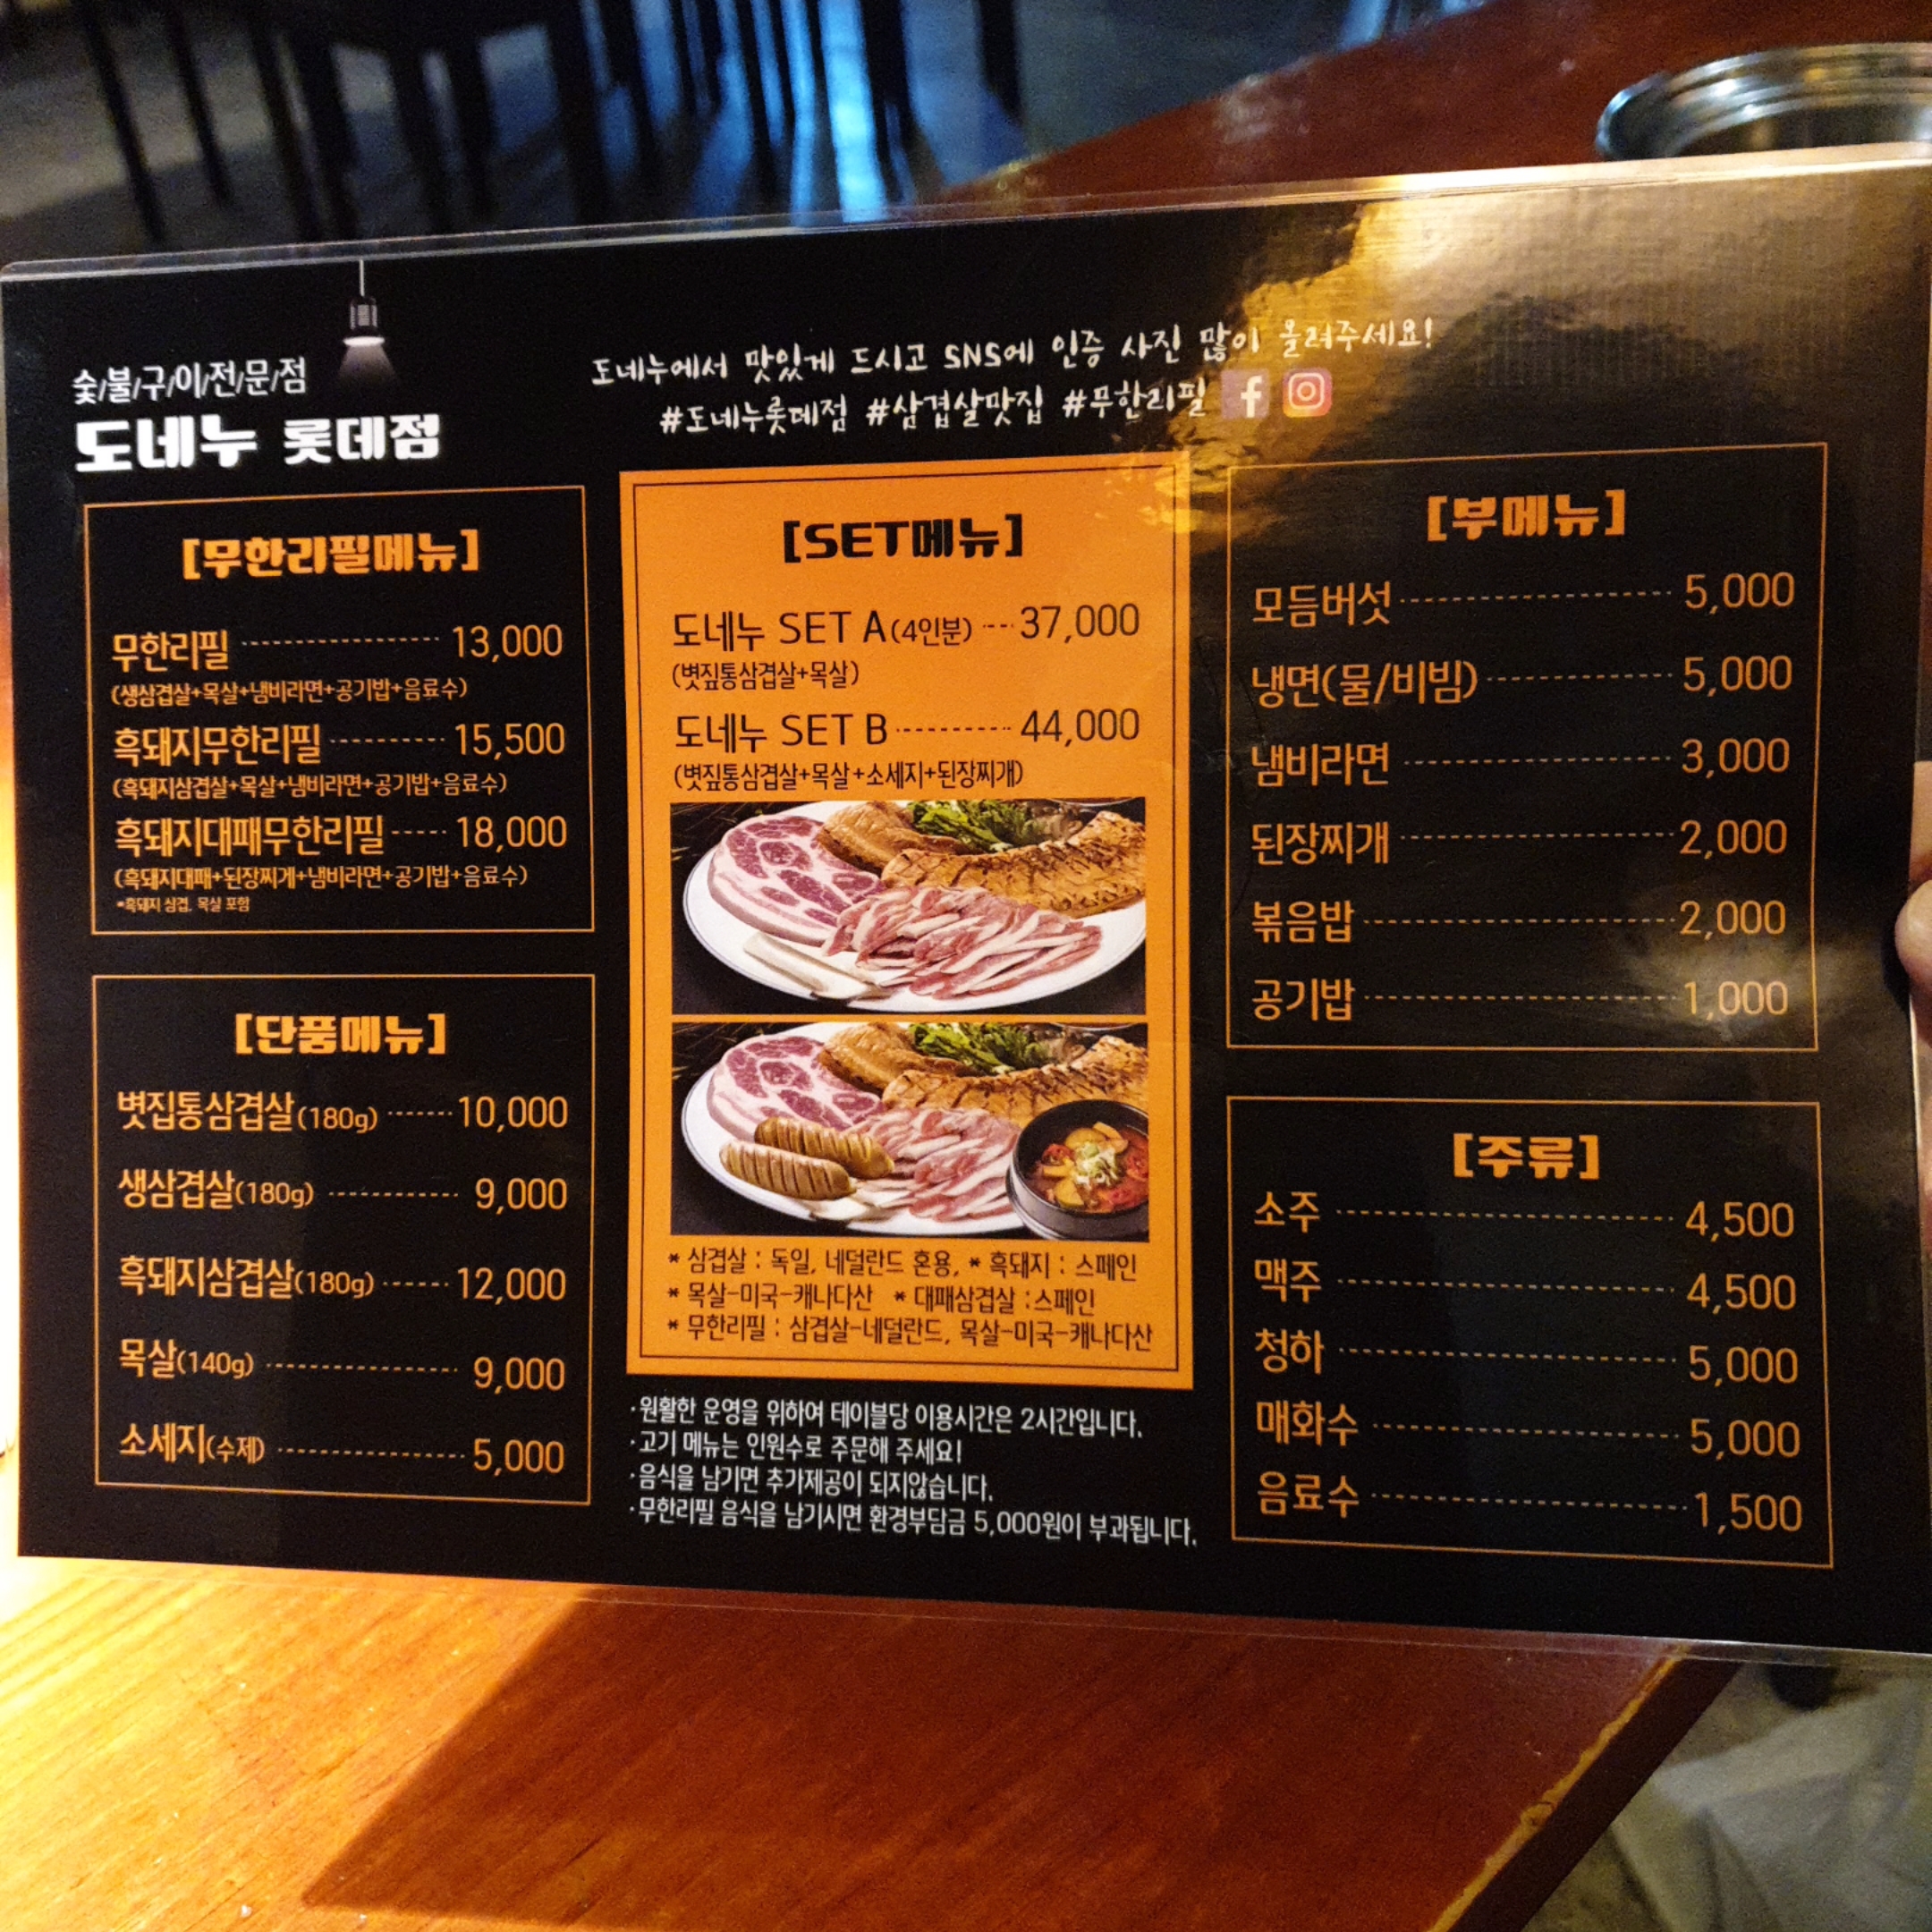 숯/불/구/이/전/문/점
도네누 롯데점
도네누에서 맛있게 드시고 SNS에 인증 사진 많이 올려주세요!
#도네누롯데점 #삼겹살맛집 #무한리필
[무한리필메뉴]
무한리필 13,000
(생삼겹살+목살+냄비라면+공기밥+음료수)
흑돼지무한리필 15,500
(흑돼지삼겹살+목살+냄비라면+공기밥+음료수)
흑돼지대패무한리필 18,000
(흑돼지대패+된장찌게+냄비라면+공기밥+음료수)
*흑돼지 삼겹, 목살 포함
[단품메뉴]
볏집통삼겹살(180g) 10,000
생삼겹살(180g) 9,000
흑돼지삼겹살(180g) 12,000
목살(140g) 9,000
소세지(수제) 5,000
[SET메뉴]
도네누 SET A(4인분) 37,000
(볏짚통삼겹살+목살)
도네누 SET B 44,000
(볏짚통삼겹살+목살+소세지+된장찌개)
* 삼겹살 : 독일, 네덜란드 혼용, * 흑돼지 : 스페인
* 목살-미국-캐나다산 * 대패삼겹살 :스페인
* 무한리필 : 삼겹살-네덜란드, 목살-미국-캐나다산
·원활한 운영을 위하여 테이블당 이용시간은 2시간입니다.
·고기 메뉴는 인원수로 주문해 주세요!
·음식을 남기면 추가제공이 되지않습니다.
·무한리필 음식을 남기시면 환경부담금 5,000원이 부과됩니다.
[부메뉴]
모듬버섯 5,000
냉면(물/비빔) 5,000
냄비라면 3,000
된장찌개 2,000
볶음밥 2,000
공기밥 1,000
[주류]
소주 4,500
맥주 4,500
청하 5,000
매화수 5,000
음료수 1,500